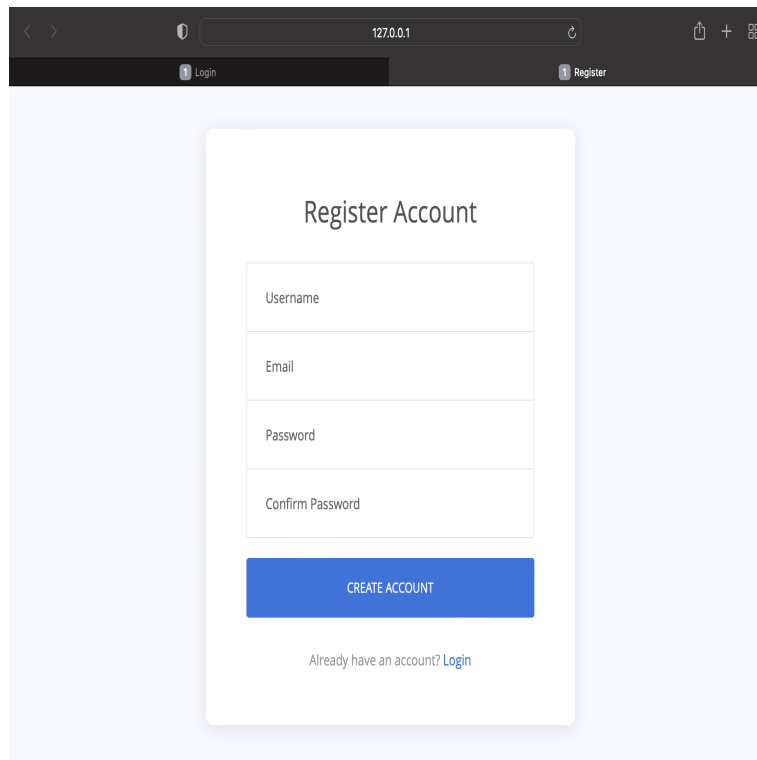 127.0.0.1
1 Login
1 Register
Register Account
Username
Email
Password
Confirm Password
CREATE ACCOUNT
Already have an account? Login